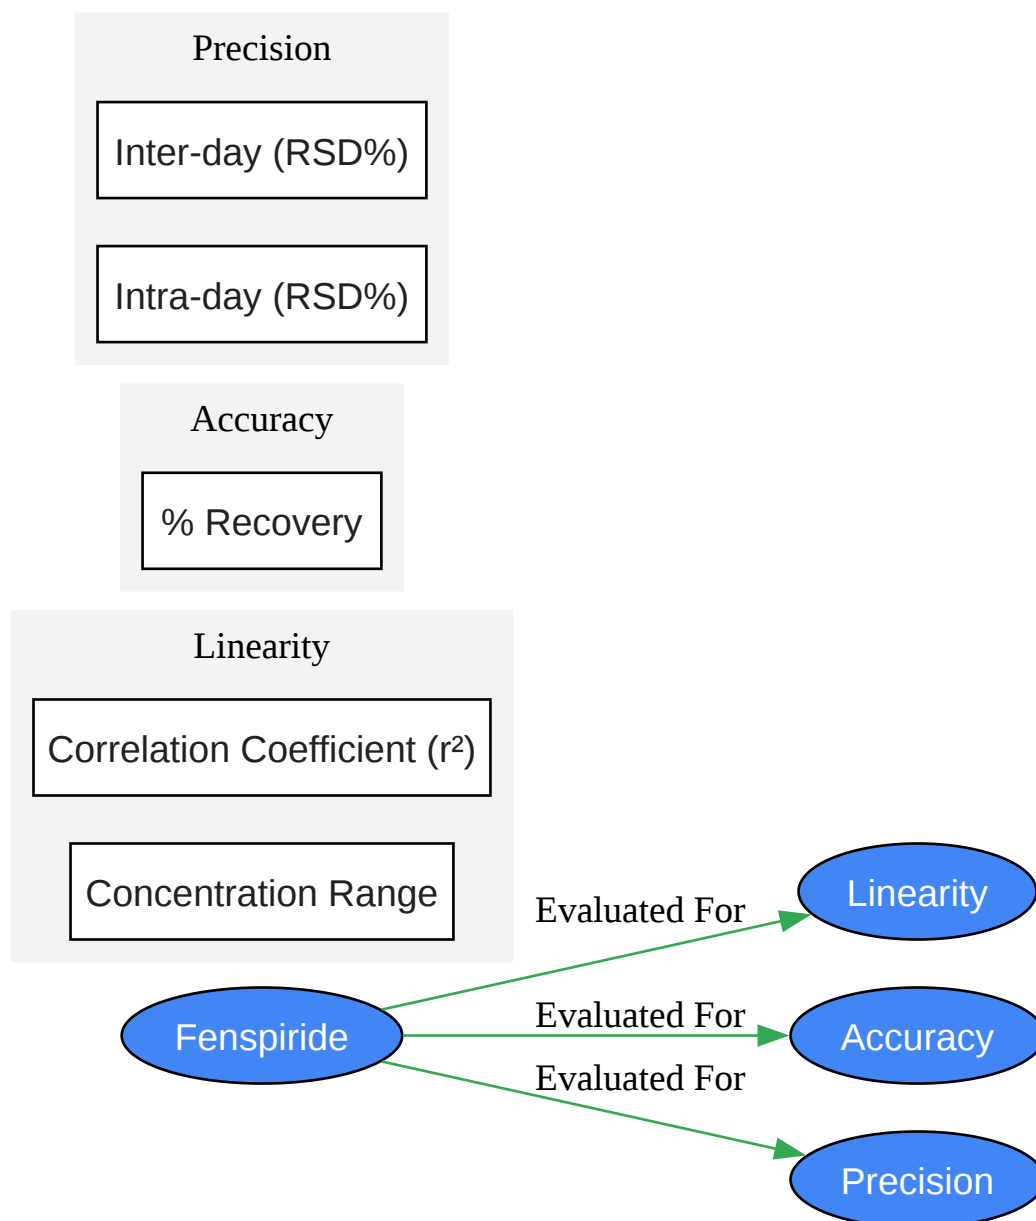 Precision
Inter-day (RSD%)
Intra-day (RSD%)
Accuracy
% Recovery
Linearity
Correlation Coefficient (r²)
Concentration Range
Evaluated For
Linearity
Fenspiride
Evaluated For
Accuracy
Evaluated For
Precision